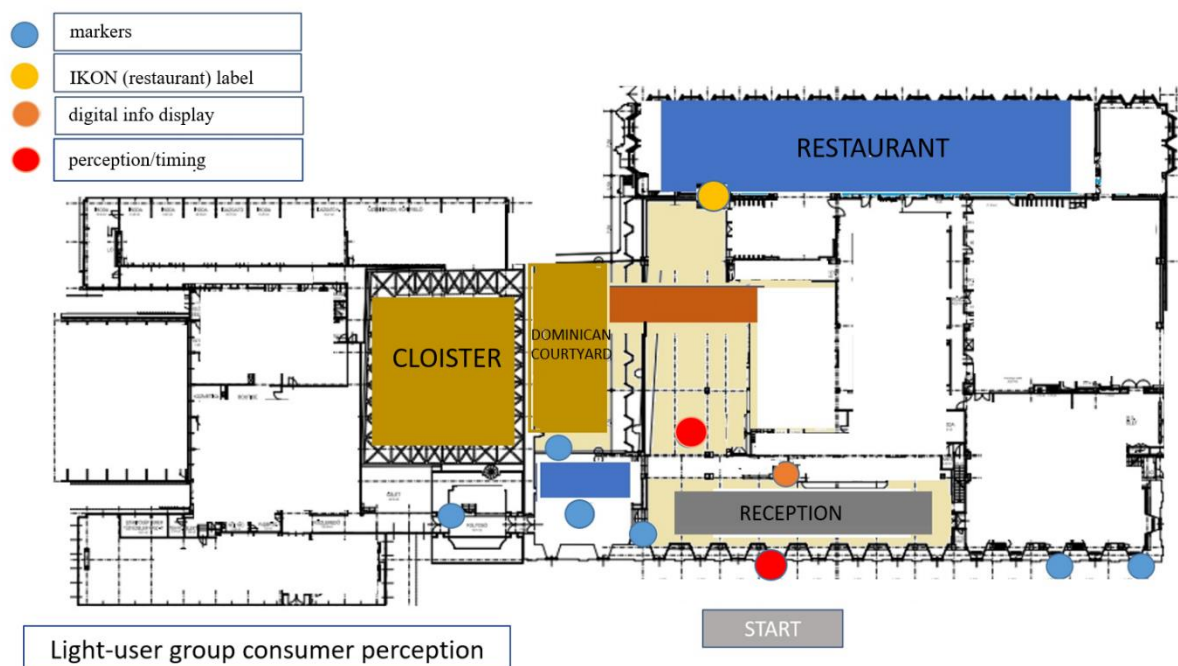 markers
IKON (restaurant) label
digital info display
perception/timing
RESTAURANT
DOMINICAN
COURTYARD
CLOISTER
RECEPTION
START
Light-user group consumer perception